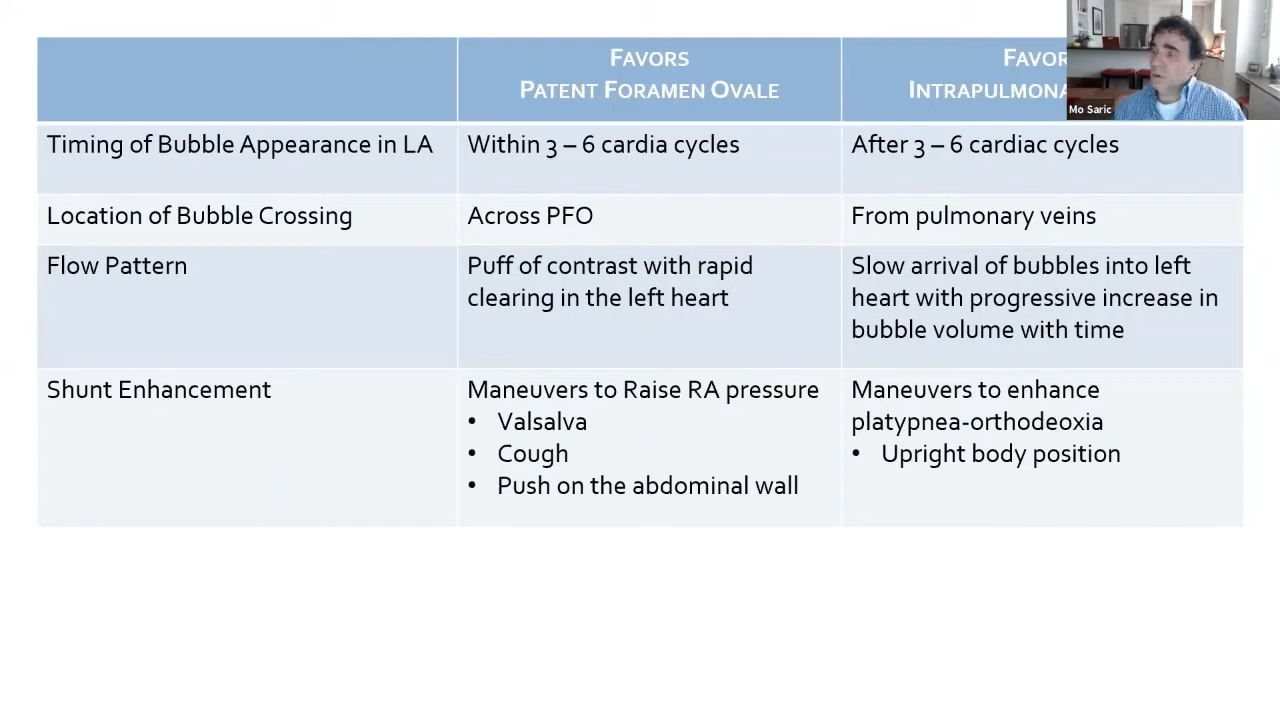 FAVORS
PATENT FORAMEN OVALE
Timing of Bubble Appearance in LA
Within 3 – 6 cardia cycles
After 3 – 6 cardiac cycles
Location of Bubble Crossing
Across PFO
From pulmonary veins
Flow Pattern
Puff of contrast with rapid
clearing in the left heart
Slow arrival of bubbles into left
heart with progressive increase in
bubble volume with time
Shunt Enhancement
Maneuvers to Raise RA pressure
• Valsalva
• Cough
• Push on the abdominal wall
Maneuvers to enhance
platypnea-orthodeoxia
• Upright body position
Mo Saric